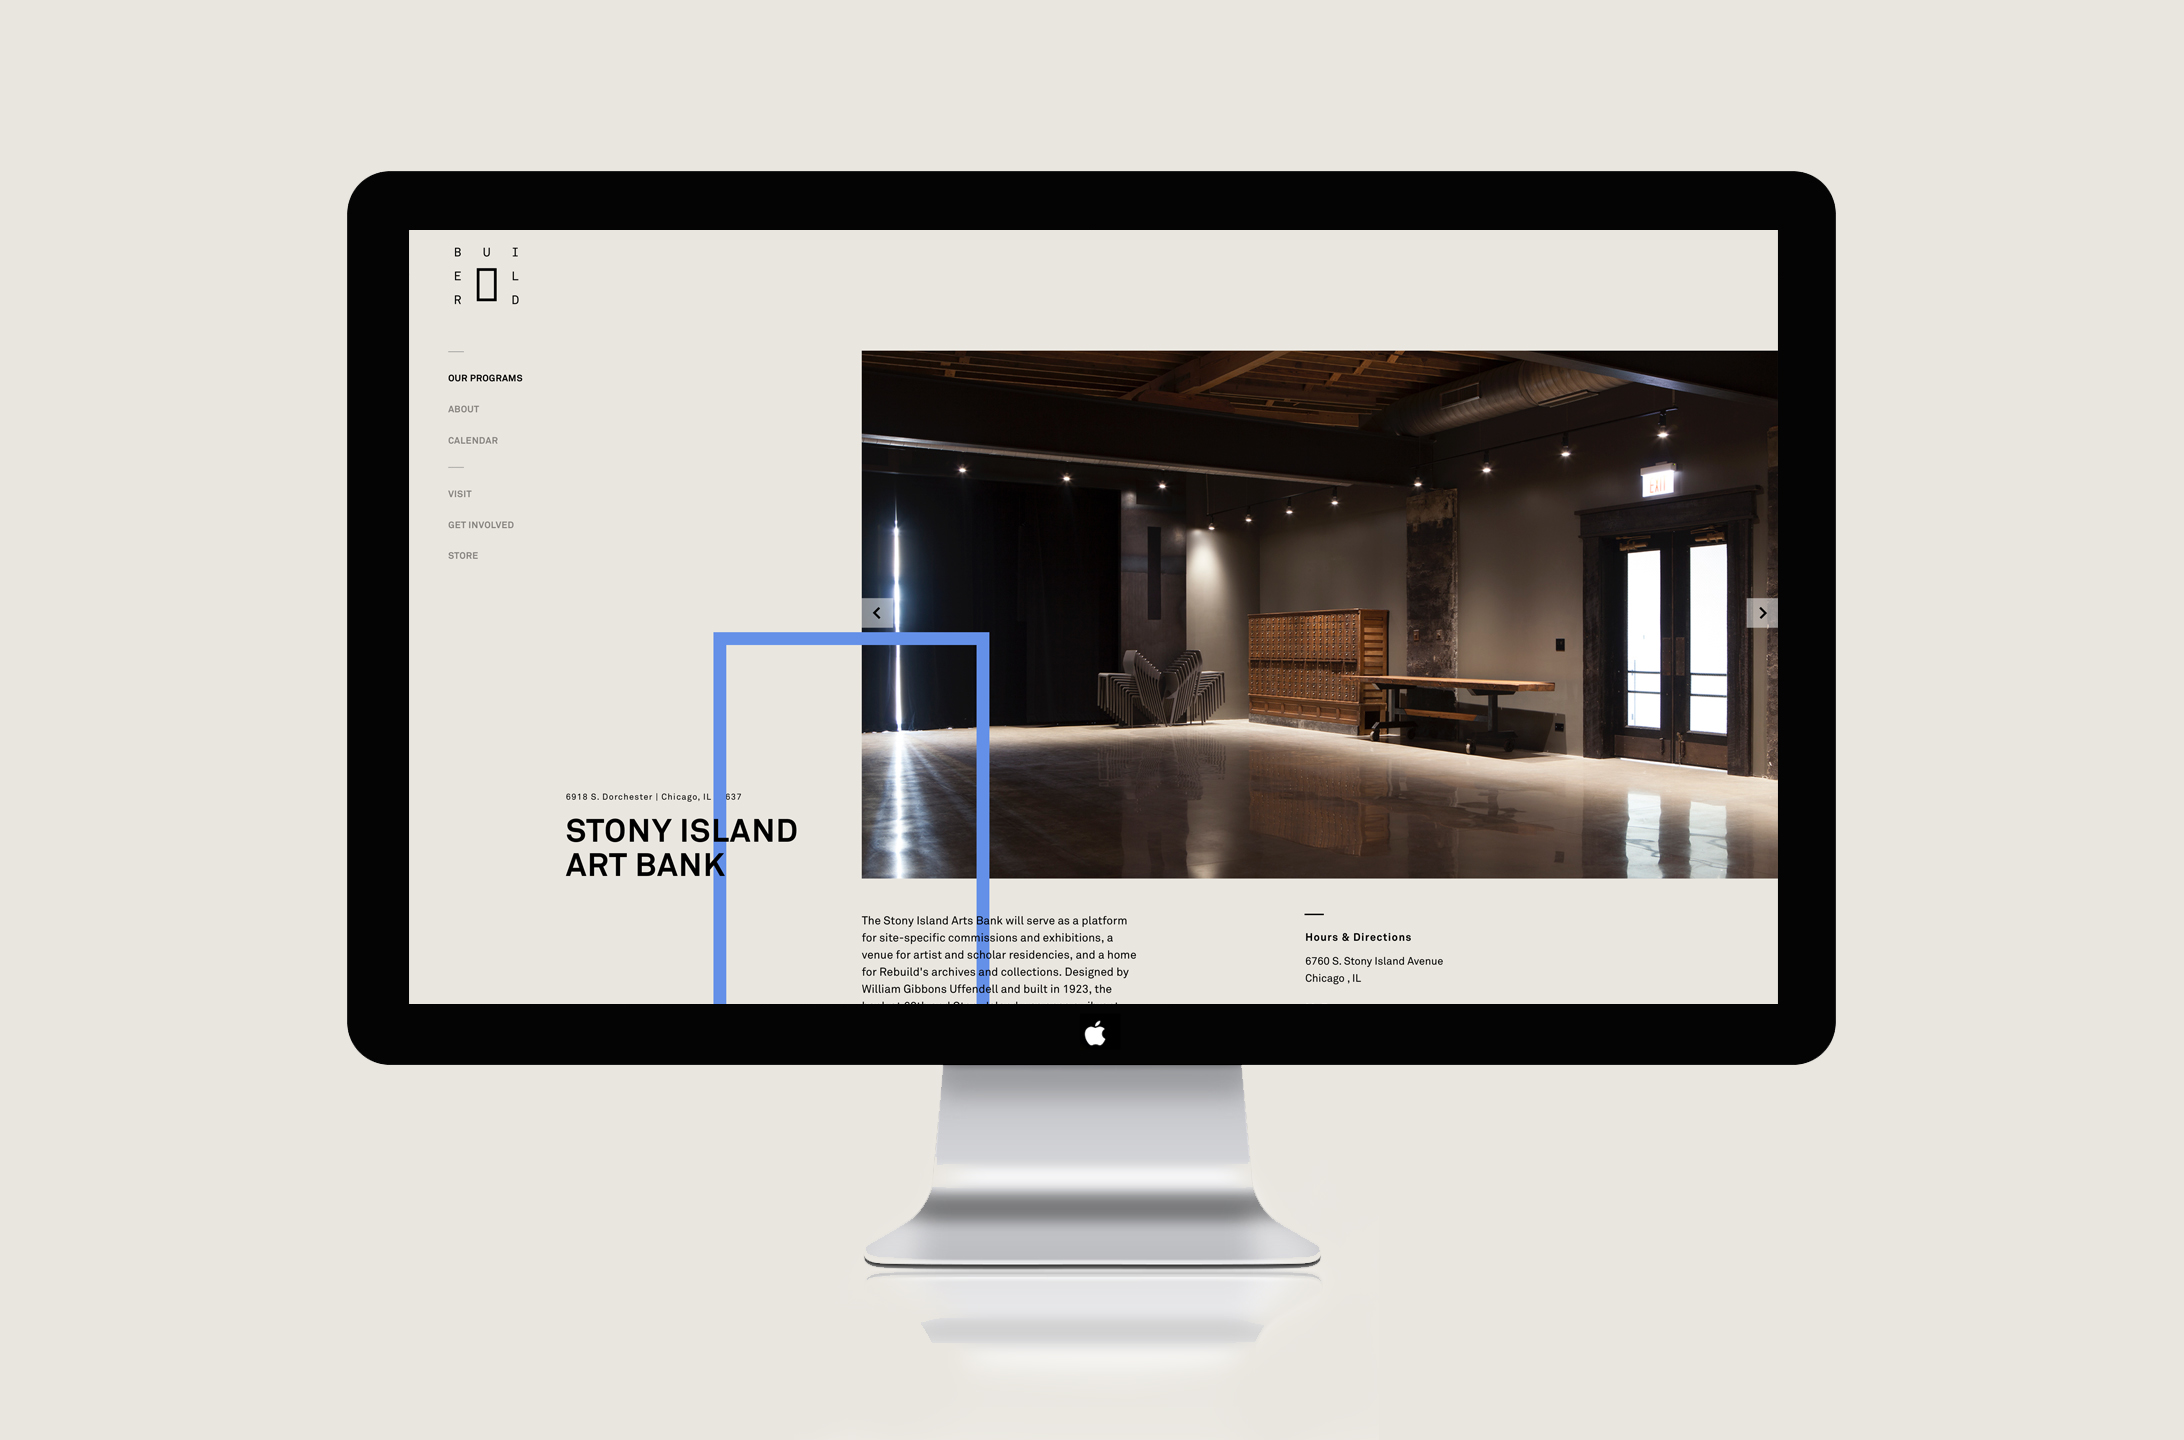 B U I
E L
R D
OUR PROGRAMS
ABOUT
CALENDAR
VISIT
GET INVOLVED
STORE
EXIT
6918 S. Dorchester | Chicago, IL 637
STONY ISLAND
ART BANK
The Stony Island Arts Bank will serve as a platform
for site-specific commissions and exhibitions, a
venue for artist and scholar residencies, and a home
for Rebuild's archives and collections. Designed by
William Gibbons Uffendell and built in 1923, the
Hours & Directions
6760 S. Stony Island Avenue
Chicago , IL